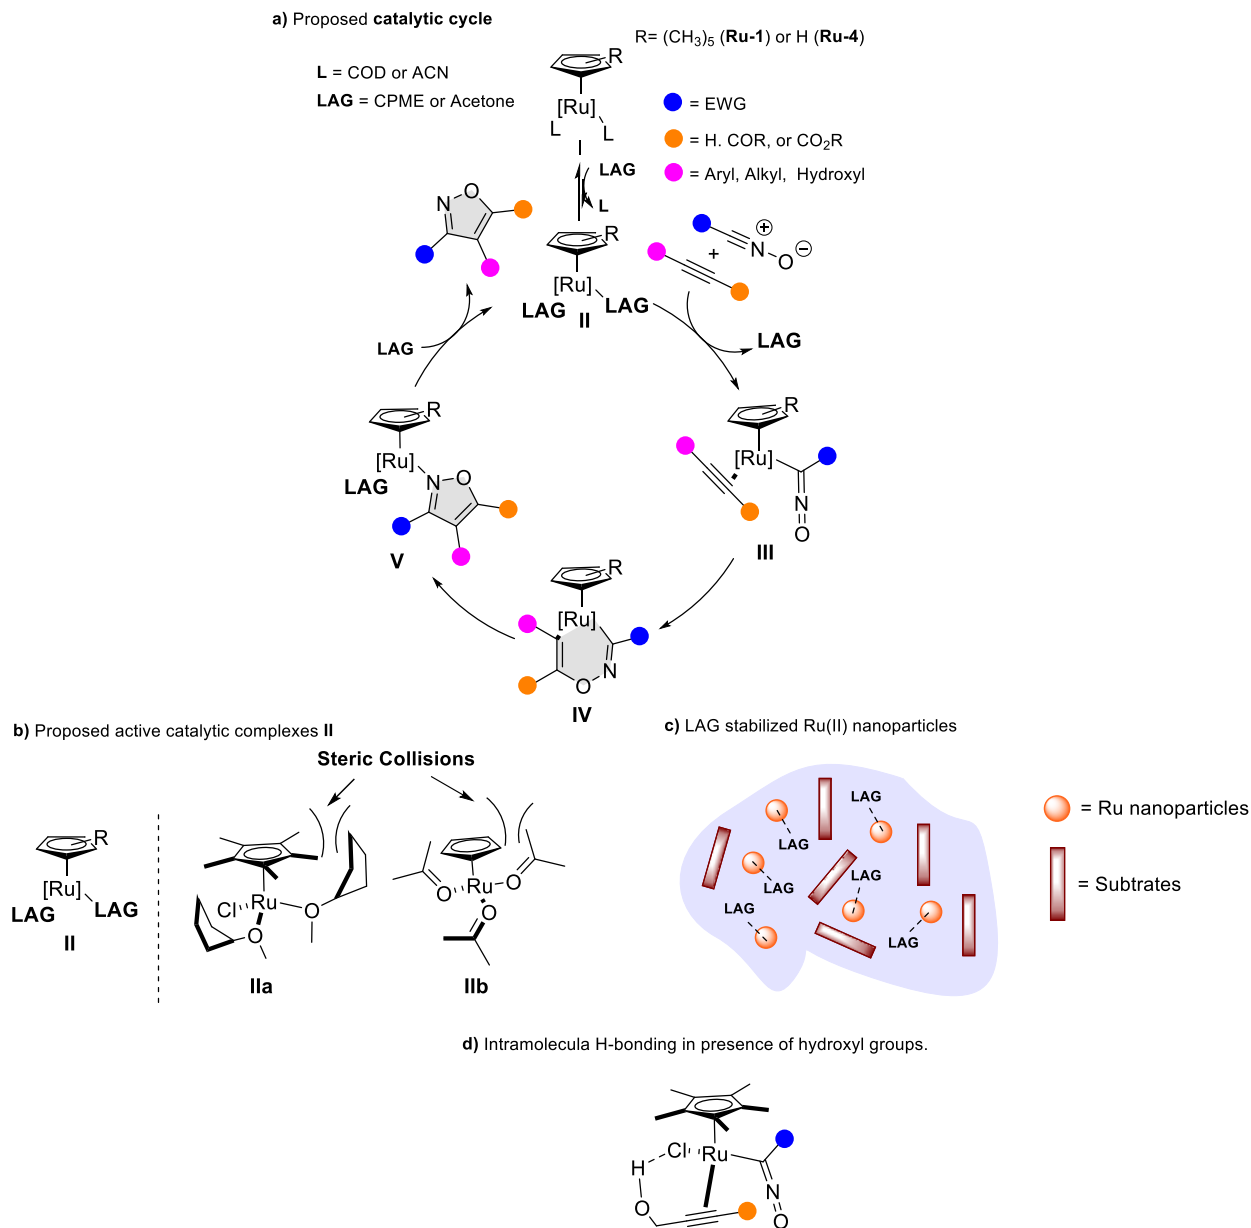 a) Proposed catalytic cycle
R= (CH3)5 (Ru-1) or H (Ru-4)
L = COD or ACN
LAG = CPME or Acetone
R
[Ru]
L
L
= EWG
= H. COR, or CO2R
= Aryl, Alkyl, Hydroxyl
LAG
L
N
O
R
[Ru]
LAG
LAG
II
+
N
+
O
−
LAG
LAG
R
[Ru]
LAG
N
O
V
R
[Ru]
N
O
III
R
[Ru]
N
O
IV
b) Proposed active catalytic complexes II
Steric Collisions
R
[Ru]
LAG
LAG
II
Cl
Ru
O
O
IIa
O
Ru
O
O
IIb
c) LAG stabilized Ru(II) nanoparticles
LAG
LAG
LAG
LAG
LAG
LAG
= Ru nanoparticles
= Subtrates
d) Intramolecula H-bonding in presence of hydroxyl groups.
H
Cl
Ru
O
N
O